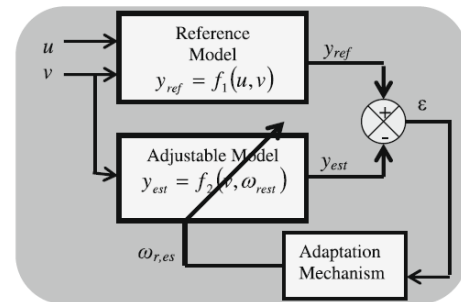 Reference
Model
y_ref = f_1(u, v)
u
v
y_ref
+
-
ε
Adjustable Model
y_est = f_2(v, ω_rest)
y_est
ω_r,es
Adaptation
Mechanism